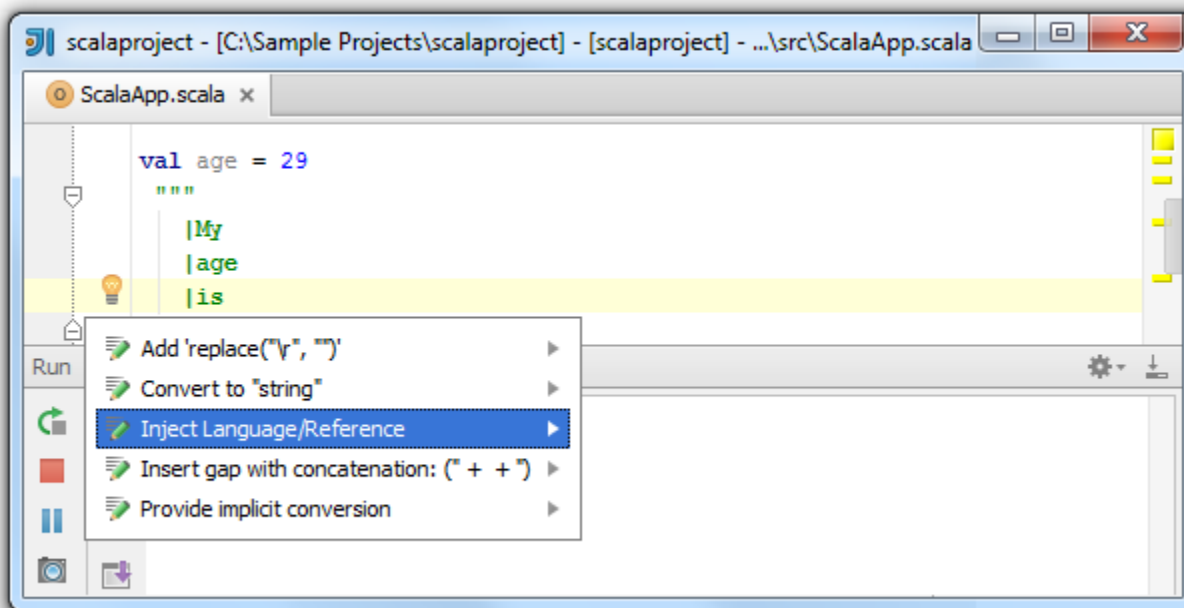 scalaproject - [C:\Sample Projects\scalaproject] - [scalaproject] - ...\src\ScalaApp.scala
ScalaApp.scala
val age = 29
"""
|My
|age
|is
Run
Add 'replace("\r", "")'
Convert to "string"
Inject Language/Reference
Insert gap with concatenation: (" + + ")
Provide implicit conversion